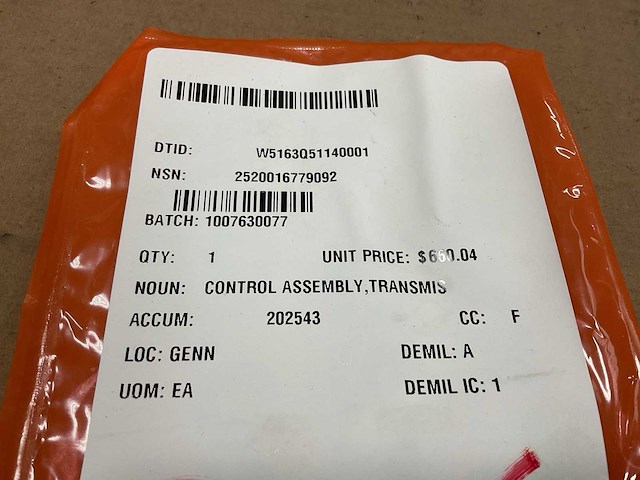 DTID: W5163Q51140001
NSN: 2520016779092
BATCH: 1007630077
QTY: 1 UNIT PRICE: $660.04
NOUN: CONTROL ASSEMBLY,TRANSMIS
ACCUM: 202543 CC: F
LOC: GENN DEMIL: A
UOM: EA DEMIL IC: 1